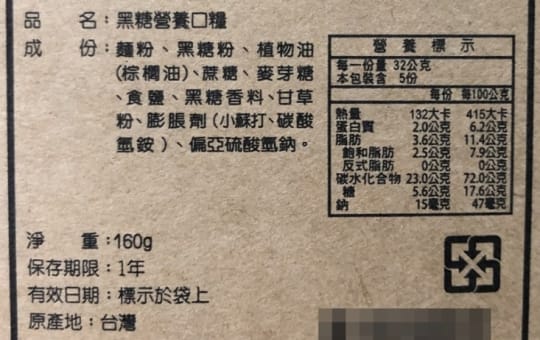 品　　名：黑糖營養口糧
成　　份：麵粉、黑糖粉、植物油
(棕櫚油)、蔗糖、麥芽糖
、食鹽、黑糖香料、甘草
粉、膨脹劑(小蘇打、碳酸
氫銨)、偏亞硫酸氫鈉。
營養標示
每一份量 32公克
本包裝含 5份
每份 每100公克
熱量 132大卡 415大卡
蛋白質 2.0公克 6.2公克
脂肪 3.6公克 11.4公克
飽和脂肪 2.5公克 7.9公克
反式脂肪 0公克 0公克
碳水化合物 23.0公克 72.0公克
糖 5.6公克 17.6公克
鈉 15毫克 47毫克
淨　　重：160g
保存期限：1年
有效日期：標示於袋上
原產地：台灣